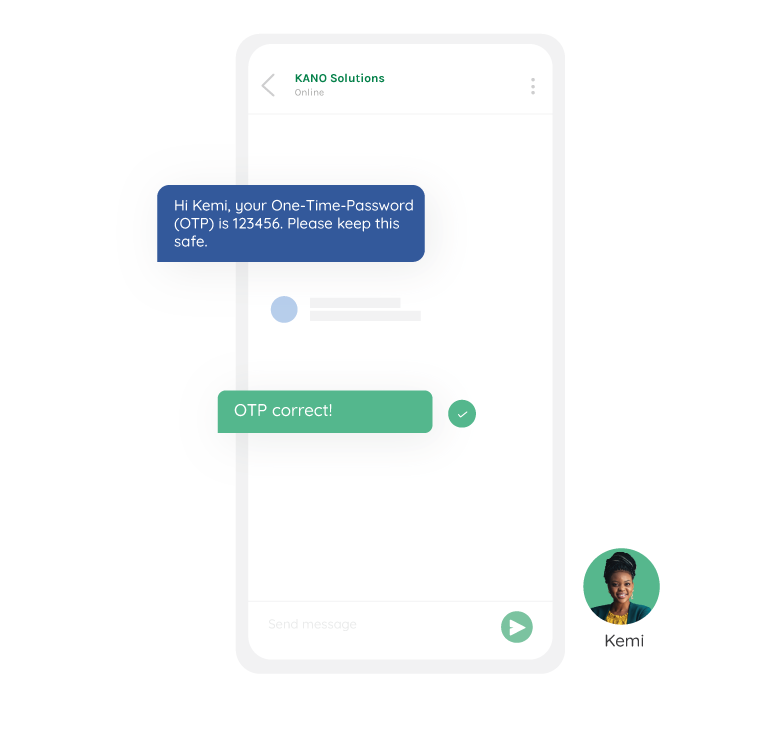 KANO Solutions
Online
Hi Kemi, your One-Time-Password
(OTP) is 123456. Please keep this
safe.
OTP correct!
Send message
Kemi